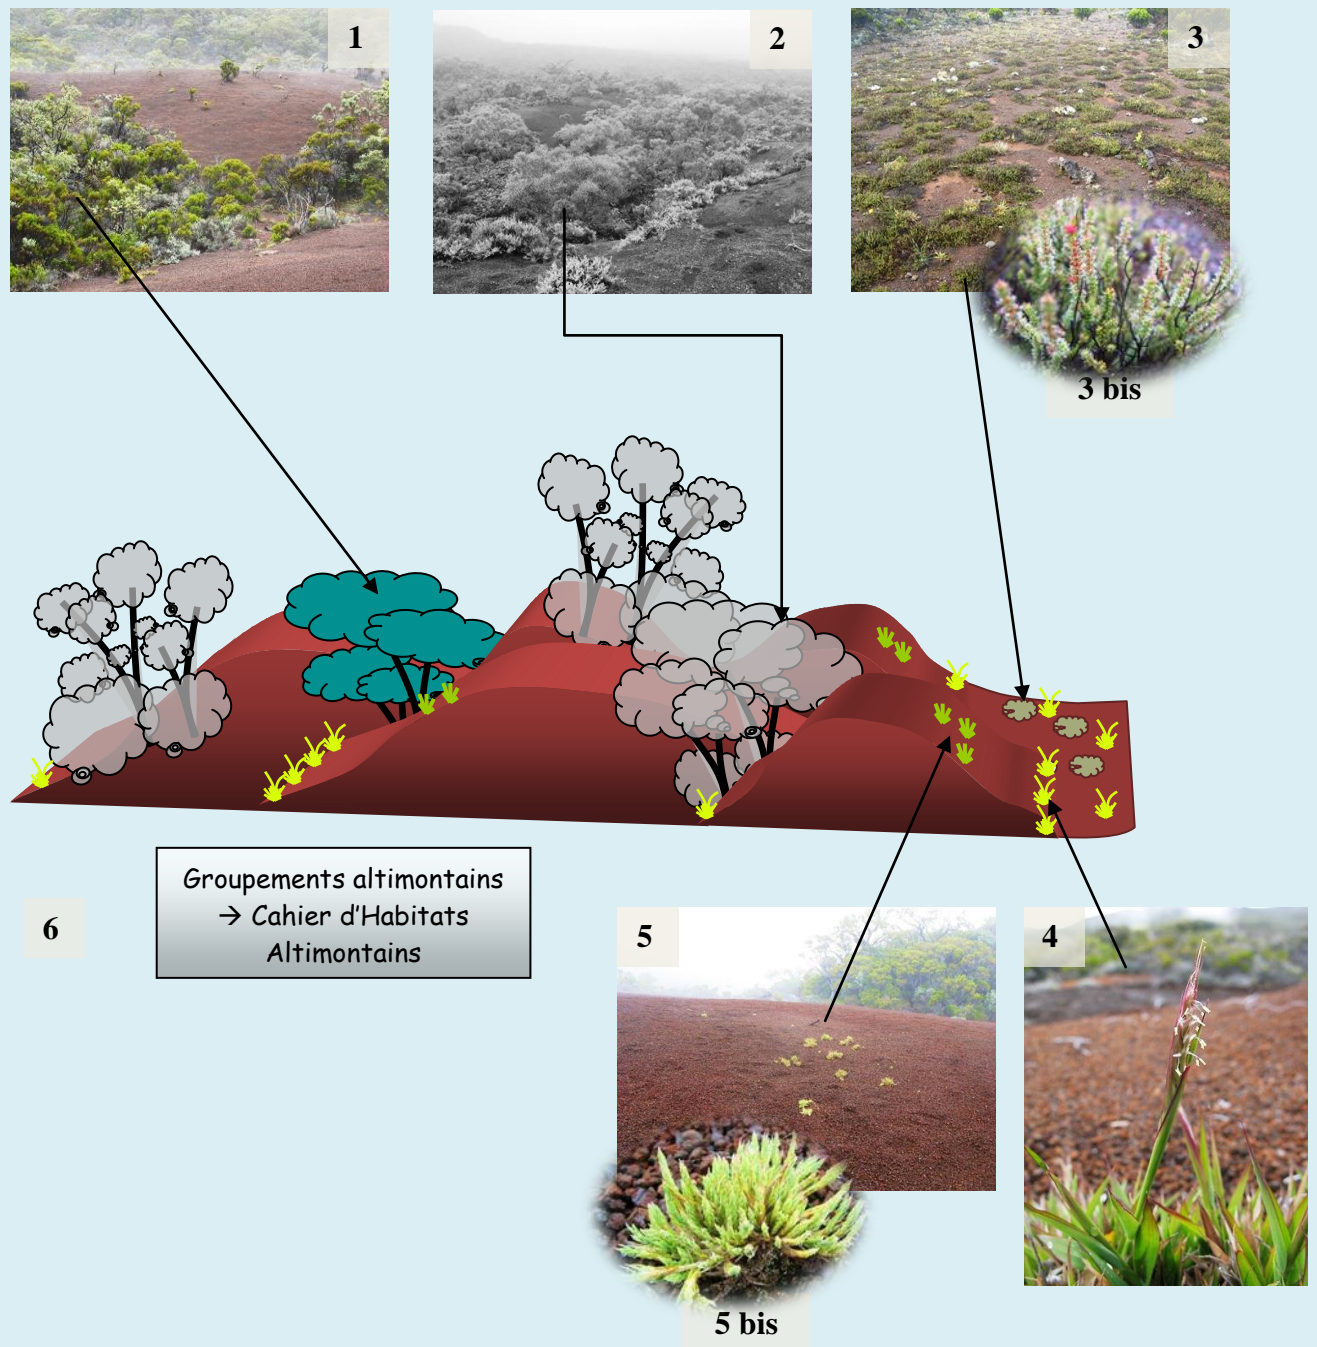 1
2
3
3 bis
Groupements altimontains
→ Cahier d'Habitats
Altimontains
6
5
4
5 bis